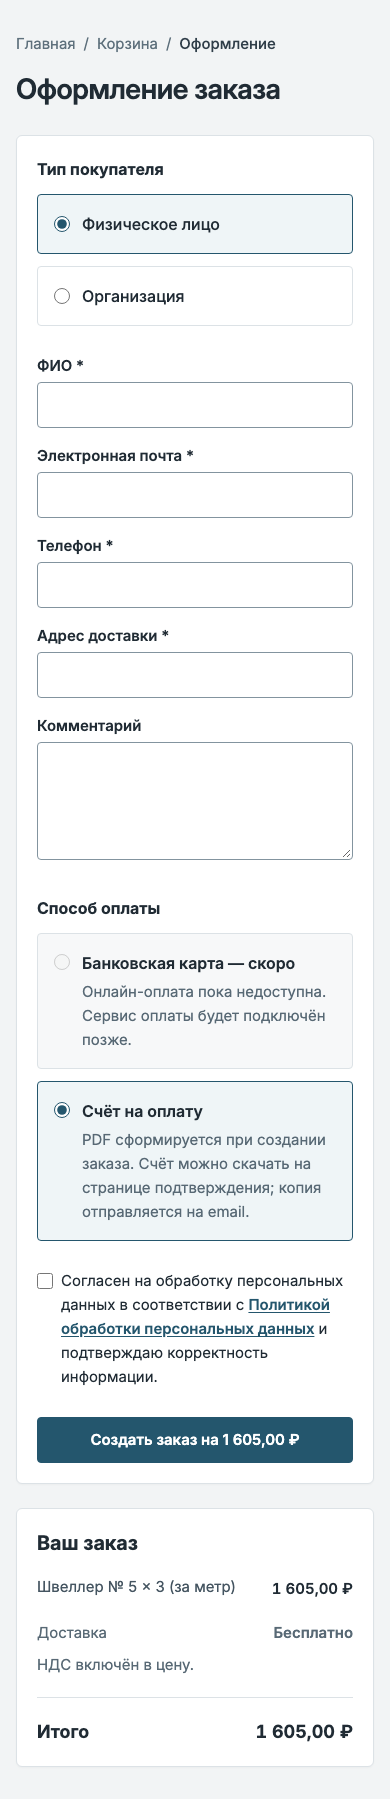 Главная / Корзина / Оформление
Оформление заказа
Тип покупателя
Физическое лицо
Организация
ФИО *
Электронная почта *
Телефон *
Адрес доставки *
Комментарий
Способ оплаты
Банковская карта — скоро
Онлайн-оплата пока недоступна.
Сервис оплаты будет подключён
позже.
Счёт на оплату
PDF сформируется при создании
заказа. Счёт можно скачать на
странице подтверждения; копия
отправляется на email.
Согласен на обработку персональных
данных в соответствии с Политикой
обработки персональных данных и
подтверждаю корректность
информации.
Создать заказ на 1 605,00 ₽
Ваш заказ
Швеллер № 5 × 3 (за метр) 1 605,00 ₽
Доставка Бесплатно
НДС включён в цену.
Итого 1 605,00 ₽